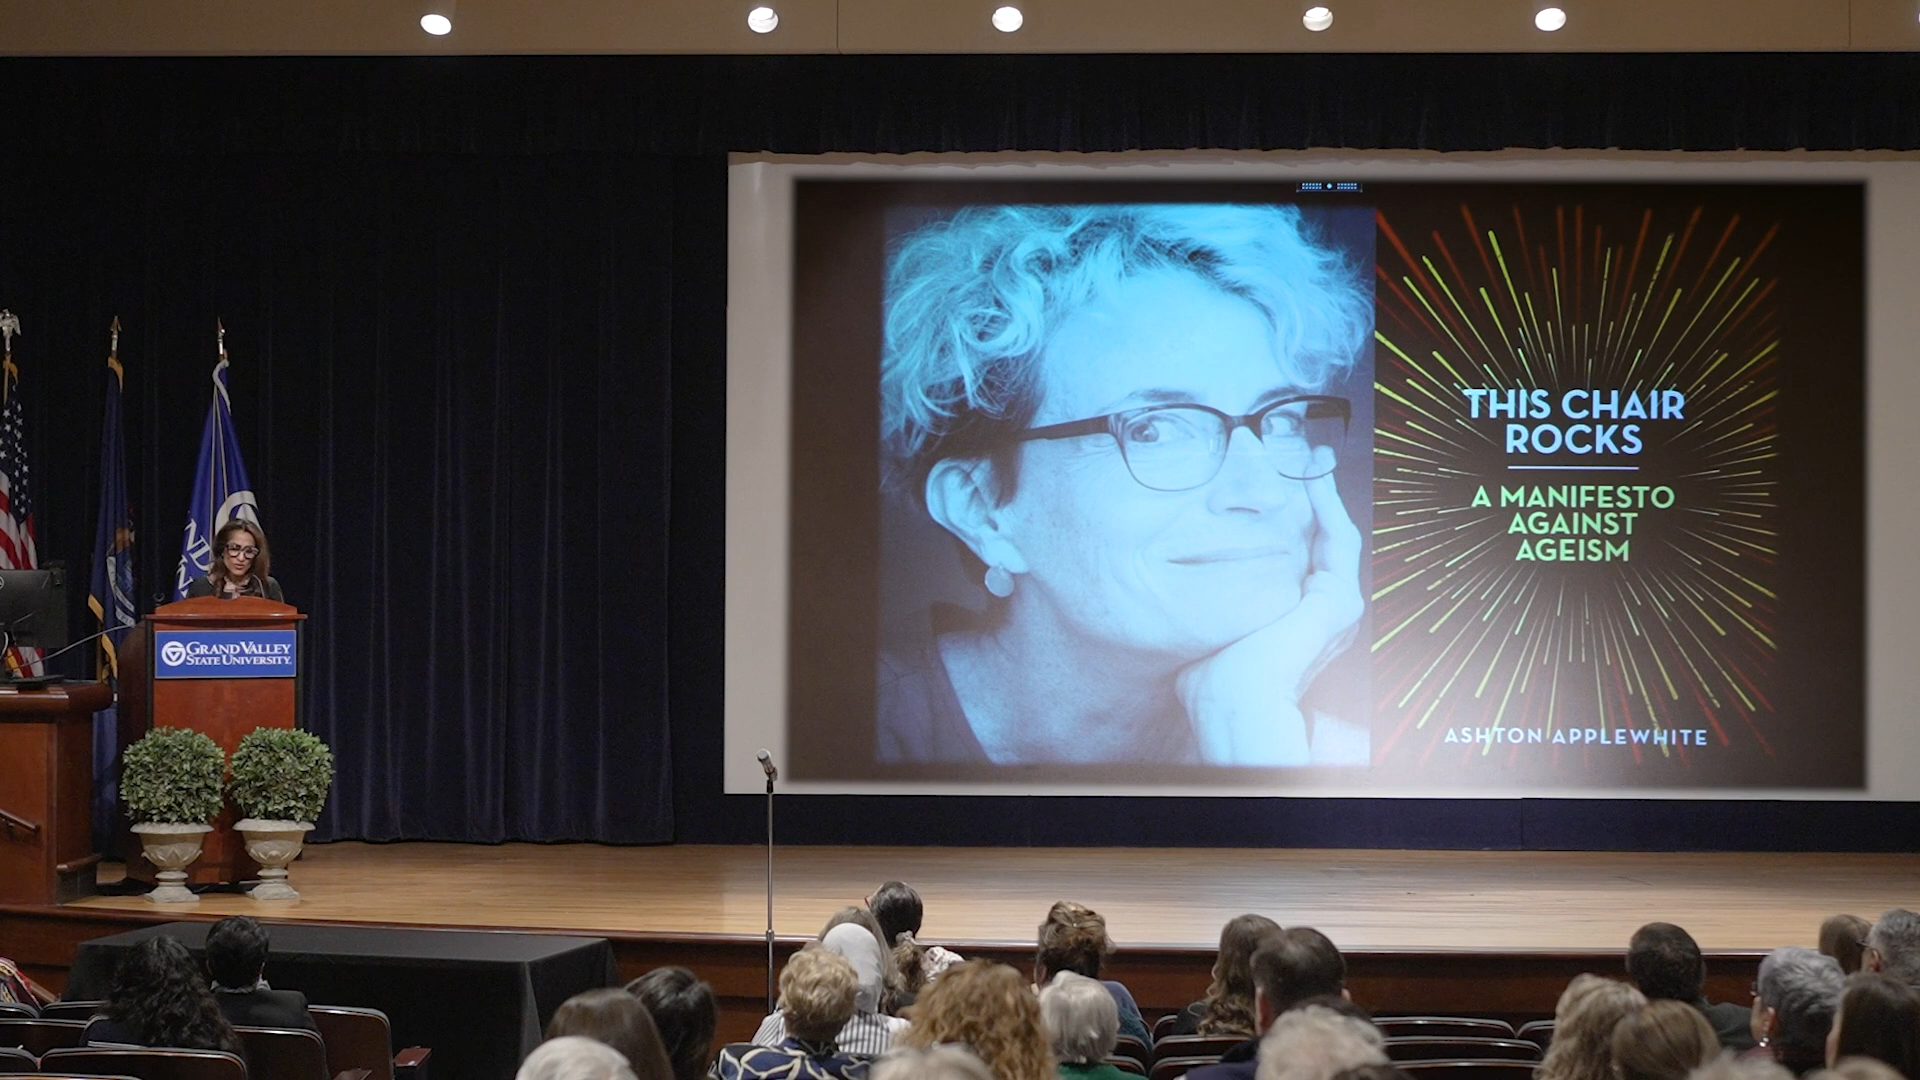 GRAND VALLEY
STATE UNIVERSITY.
THIS CHAIR
ROCKS
A MANIFESTO
AGAINST
AGEISM
ASHTON APPLEWHITE